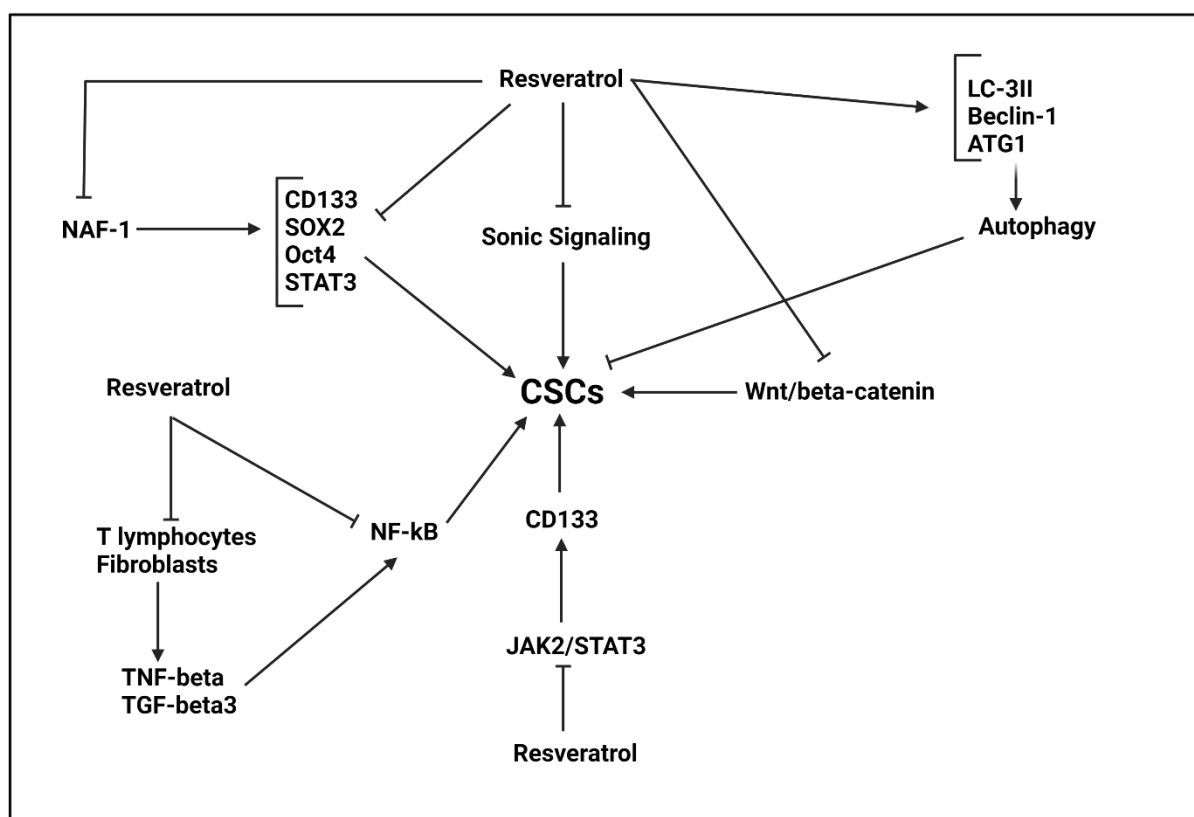 Resveratrol
LC-3II
Beclin-1
ATG1
CD133
SOX2
Oct4
STAT3
NAF-1
Sonic Signaling
Autophagy
CSCs
Wnt/beta-catenin
Resveratrol
T lymphocytes
Fibroblasts
NF-kB
CD133
JAK2/STAT3
TNF-beta
TGF-beta3
Resveratrol